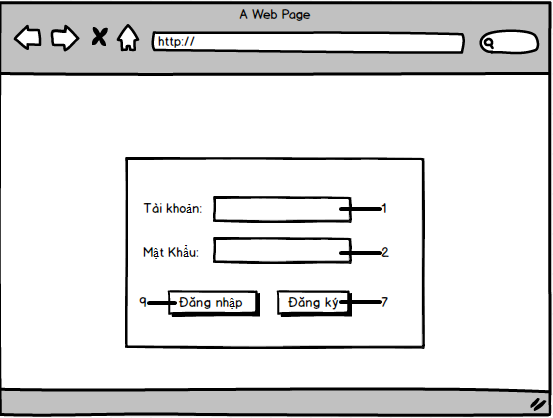 A Web Page
http://
Tài khoản: 1
Mật Khẩu: 2
9 Đăng nhập Đăng ký 7